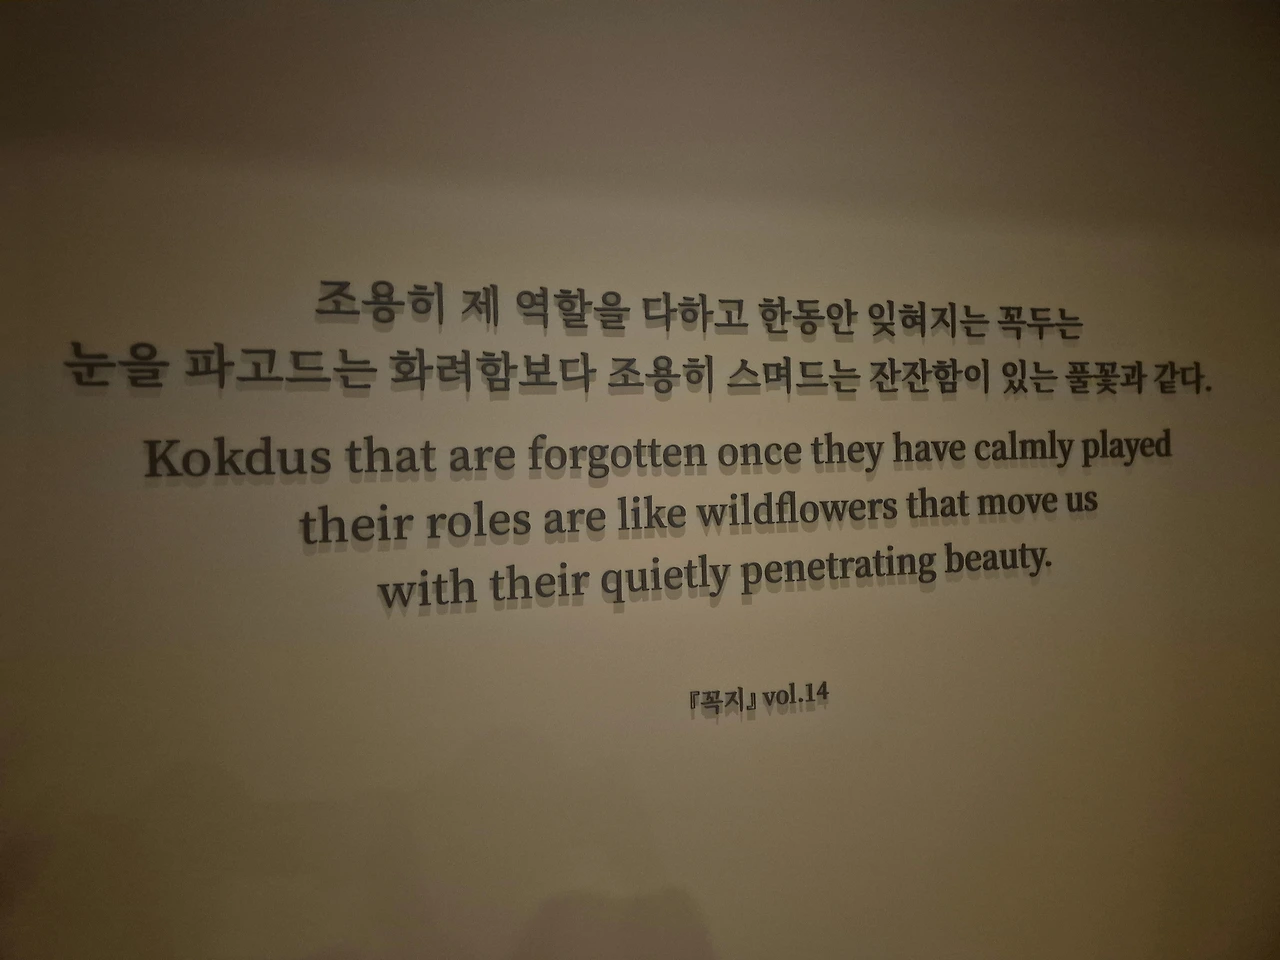 조용히 제 역할을 다하고 한동안 잊혀지는 꼭두는
눈을 파고드는 화려함보다 조용히 스며드는 잔잔함이 있는 풀꽃과 같다.
Kokdus that are forgotten once they have calmly played
their roles are like wildflowers that move us
with their quietly penetrating beauty.
『꼭지』 vol.14